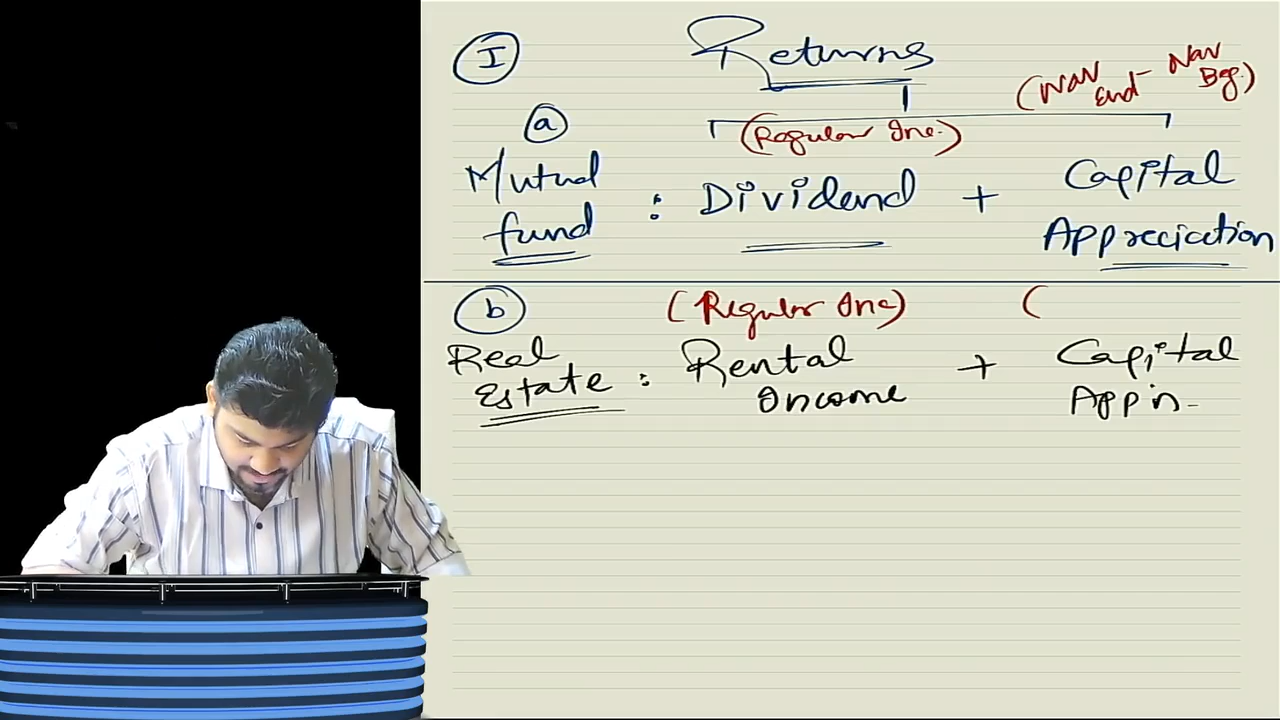 I Returns
(NAV End - NAV Beg.)
a (Regular Inc.)
Mutual fund : Dividend + Capital Appreciation
b (Regular Inc) (
Real Estate : Rental Income + Capital App'n.